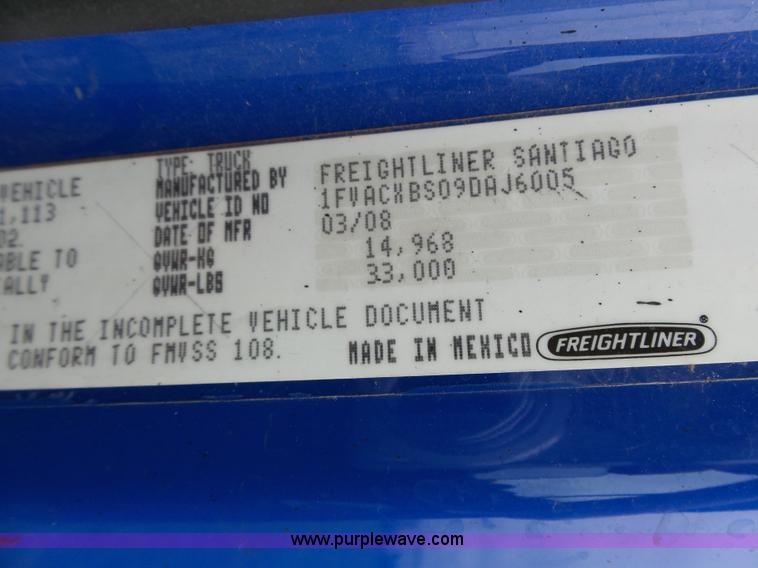 TYPE: TRUCK
VEHICLE MANUFACTURED BY FREIGHTLINER SANTIAGO
1,113 VEHICLE ID NO 1FVACXBS09DAJ6005
02. DATE OF MFR 03/08
ABLE TO GVWR-KG 14,968
ALLY GVWR-LBS 33,000
IN THE INCOMPLETE VEHICLE DOCUMENT
CONFORM TO FMVSS 108. MADE IN MEXICO FREIGHTLINER®
www.purplewave.com